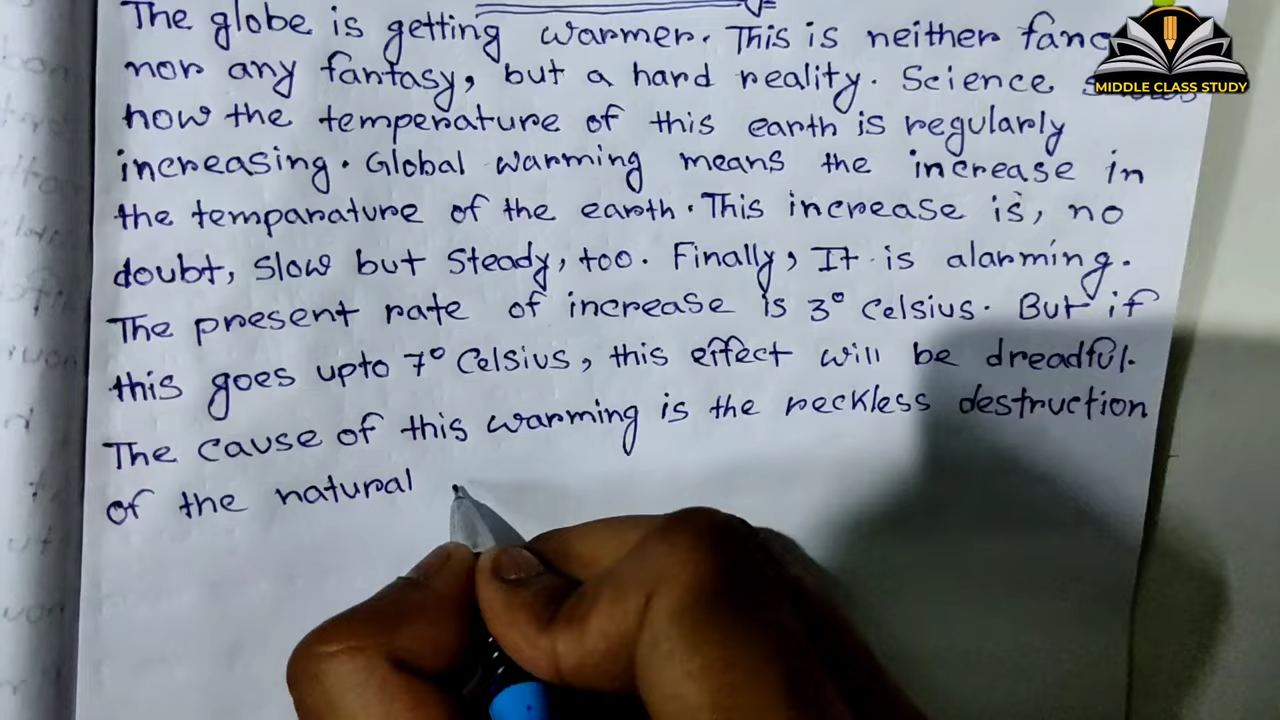 The globe is getting warmer. This is neither
nor any fantasy, but a hard reality. Science
how the temperature of this earth is regularly
increasing. Global warming means the increase in
the temparature of the earth. This increase is, no
doubt, Slow but Steady, too. Finally, It is alarming.
The present rate of increase is 3° Celsius. But if
this goes upto 7° Celsius, this effect will be dreadful.
The cause of this warming is the reckless destruction
of the natural
MIDDLE CLASS STUDY